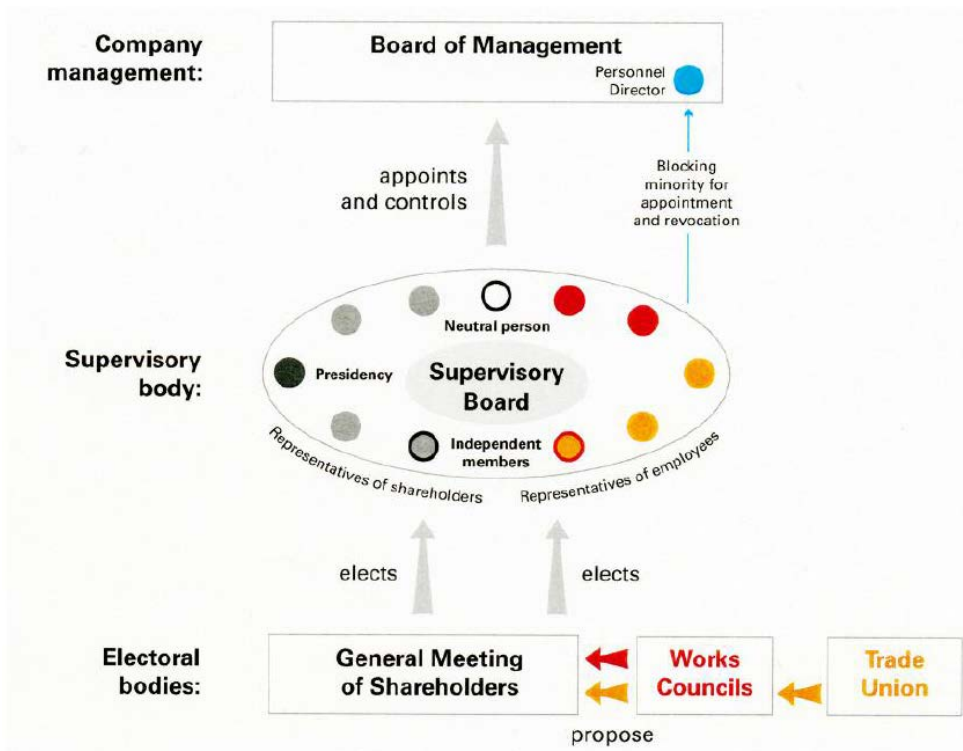 Company
management:
Board of Management
Personnel
Director
appoints
and controls
Blocking
minority for
appointment
and revocation
Supervisory
body:
Neutral person
Presidency
Supervisory
Board
Independent
members
Representatives of shareholders
Representatives of employees
elects
elects
Electoral
bodies:
General Meeting
of Shareholders
Works
Councils
Trade
Union
propose